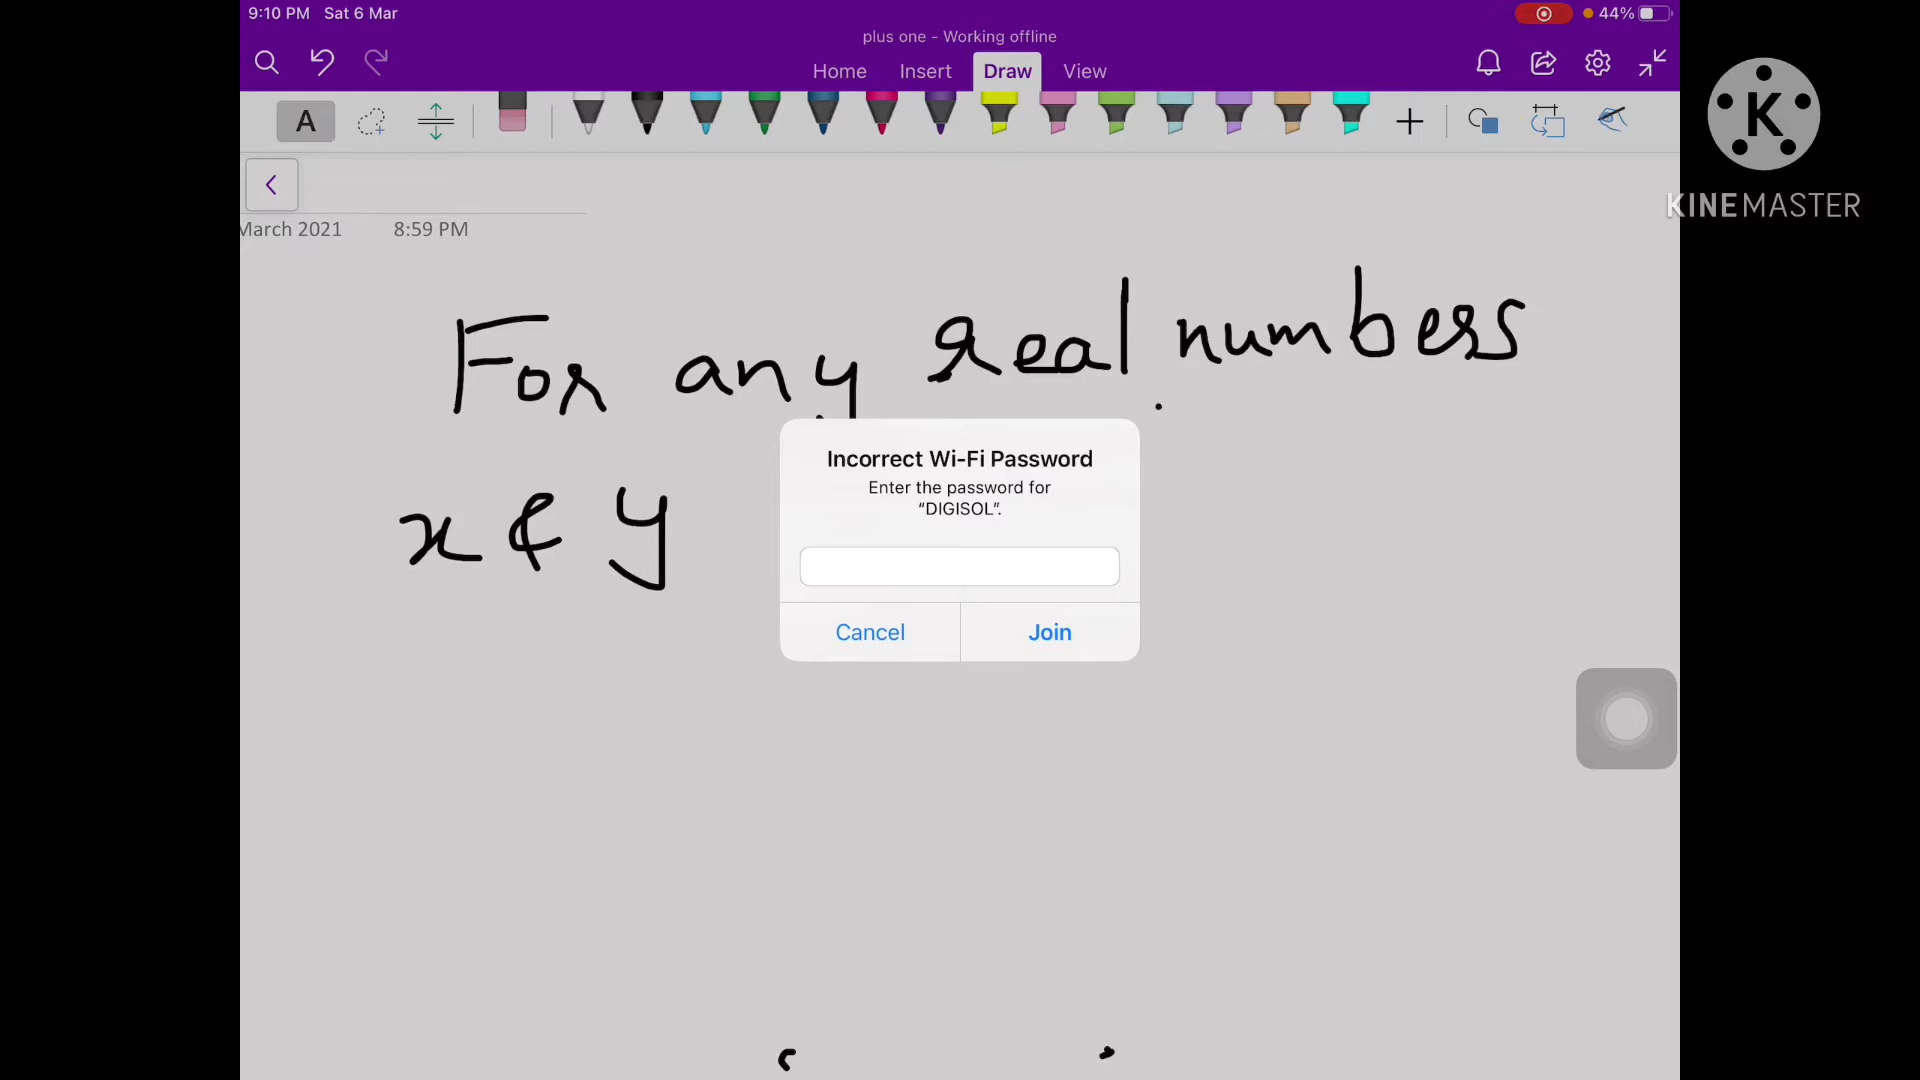 9:10 PM Sat 6 Mar
44%
plus one - Working offline
Home Insert Draw View
A
K
KINEMASTER
March 2021 8:59 PM
For any real numbers
x & y
Incorrect Wi-Fi Password
Enter the password for
“DIGISOL”.
Cancel Join